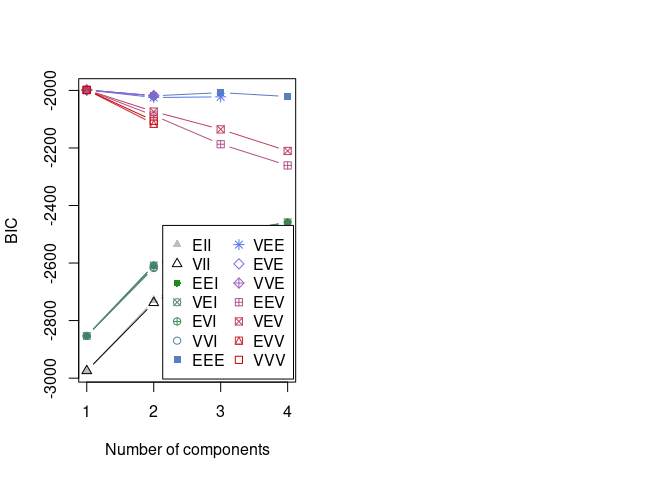 -2000
-2200
-2400
-2600
-2800
-3000
BIC
EII VEE
VII EVE
EEI VVE
VEI EEV
EVI VEV
VVI EVV
EEE VVV
1 2 3 4
Number of components